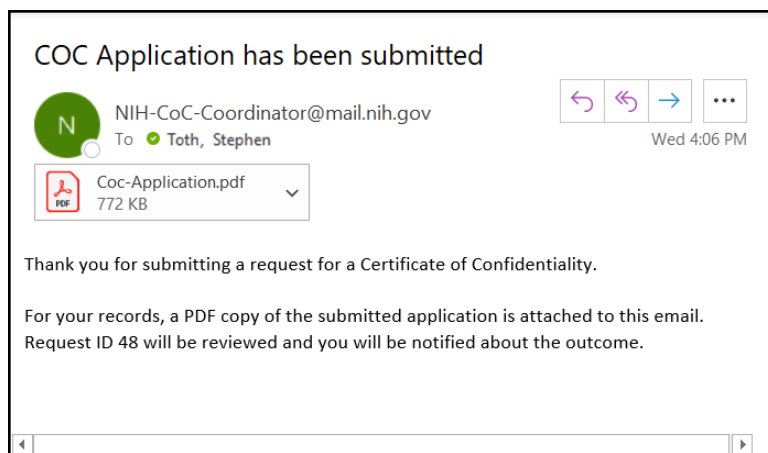 COC Application has been submitted
N
NIH-CoC-Coordinator@mail.nih.gov
To Toth, Stephen
Wed 4:06 PM
PDF
Coc-Application.pdf
772 KB
Thank you for submitting a request for a Certificate of Confidentiality.
For your records, a PDF copy of the submitted application is attached to this email.
Request ID 48 will be reviewed and you will be notified about the outcome.